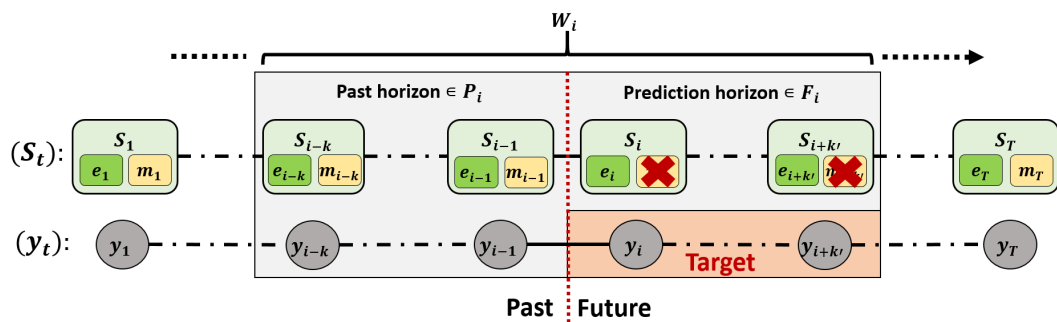 W_i
Past horizon ∈ P_i Prediction horizon ∈ F_i
(S_t): S_1 S_{i-k} S_{i-1} S_i S_{i+k'} S_T
e_1 m_1 e_{i-k} m_{i-k} e_{i-1} m_{i-1} e_i e_{i+k'} e_T m_T
(y_t): y_1 y_{i-k} y_{i-1} y_i y_{i+k'} y_T
Target
Past Future